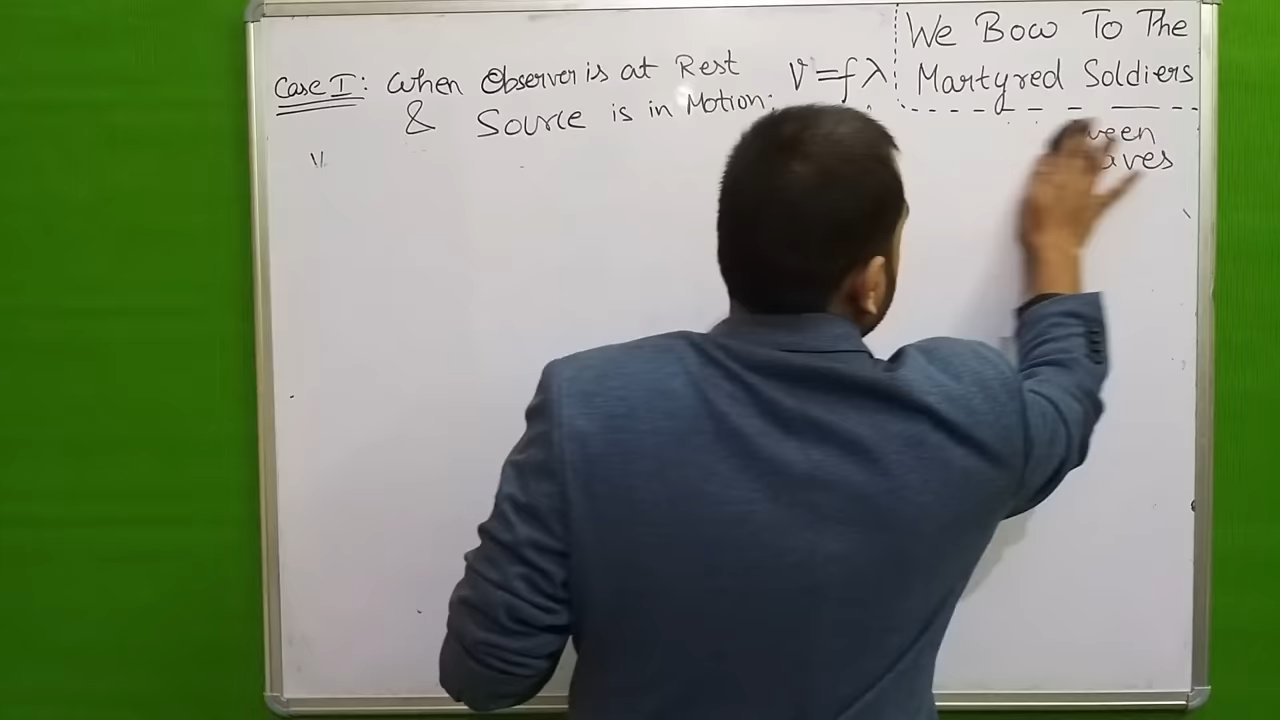 Case I: When Observer is at Rest
& Source is in Motion:
V = fλ
We Bow To The
Martyred Soldiers